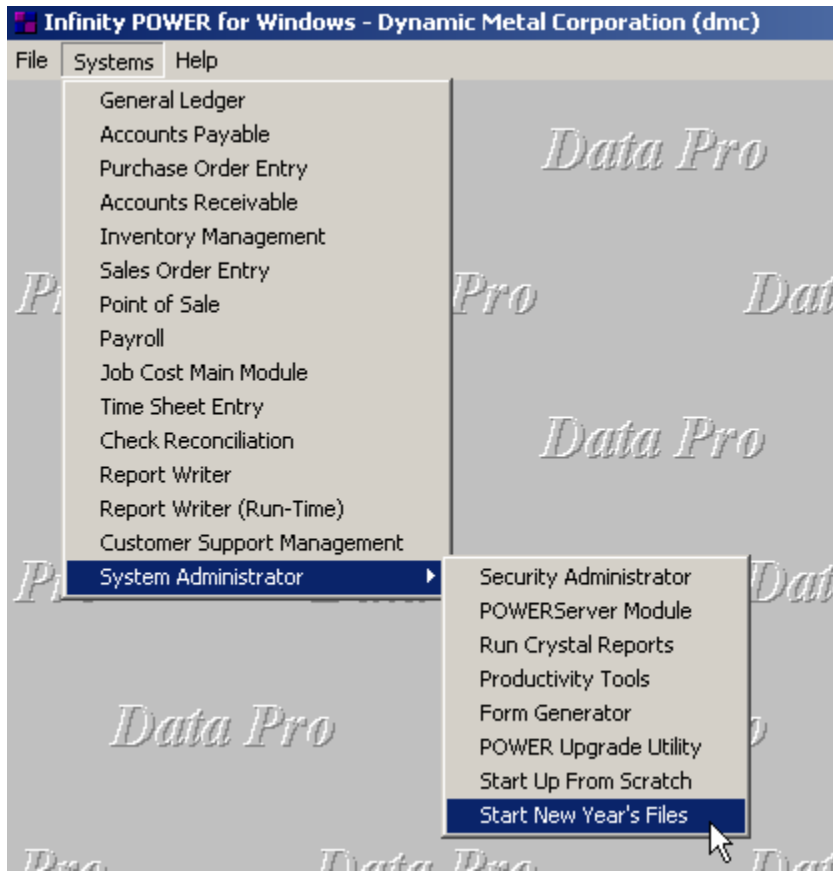 Infinity POWER for Windows - Dynamic Metal Corporation (dmc)
File Systems Help
General Ledger
Accounts Payable
Purchase Order Entry
Accounts Receivable
Inventory Management
Sales Order Entry
Point of Sale
Payroll
Job Cost Main Module
Time Sheet Entry
Check Reconciliation
Report Writer
Report Writer (Run-Time)
Customer Support Management
System Administrator
Security Administrator
POWERServer Module
Run Crystal Reports
Productivity Tools
Form Generator
POWER Upgrade Utility
Start Up From Scratch
Start New Year's Files
Data Pro
Pro
Data Pro
Data Pro
Pro
Data Pro